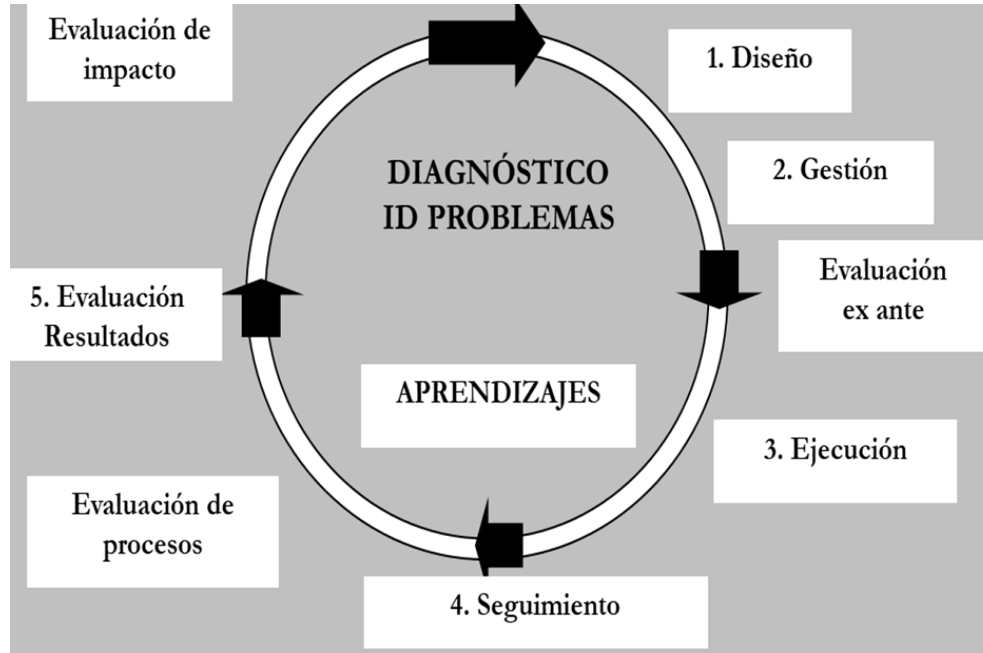 Evaluación de
impacto
1. Diseño
DIAGNÓSTICO
ID PROBLEMAS
2. Gestión
Evaluación
ex ante
5. Evaluación
Resultados
APRENDIZAJES
3. Ejecución
Evaluación de
procesos
4. Seguimiento